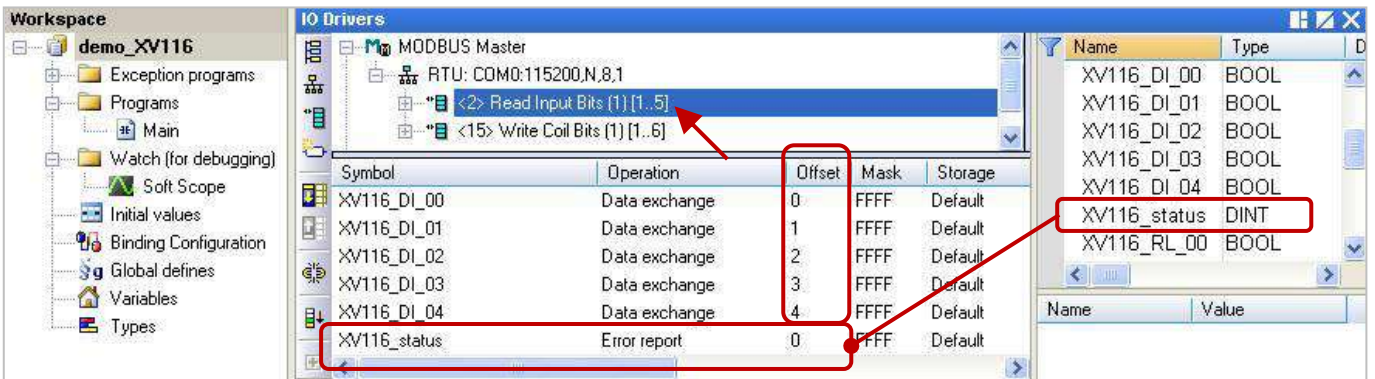 Workspace
demo_XV116
Exception programs
Programs
Main
Watch (for debugging)
Soft Scope
Initial values
Binding Configuration
Global defines
Variables
Types
IO Drivers
MODBUS Master
RTU: COM0:115200,N,8,1
<2> Read Input Bits (1) [1..5]
<15> Write Coil Bits (1) [1..6]
Symbol Operation Offset Mask Storage
XV116_DI_00 Data exchange 0 FFFF Default
XV116_DI_01 Data exchange 1 FFFF Default
XV116_DI_02 Data exchange 2 FFFF Default
XV116_DI_03 Data exchange 3 FFFF Default
XV116_DI_04 Data exchange 4 FFFF Default
XV116_status Error report 0 FFFF Default
Name Type D
XV116_DI_00 BOOL
XV116_DI_01 BOOL
XV116_DI_02 BOOL
XV116_DI_03 BOOL
XV116_DI_04 BOOL
XV116_status DINT
XV116_RL_00 BOOL
Name Value